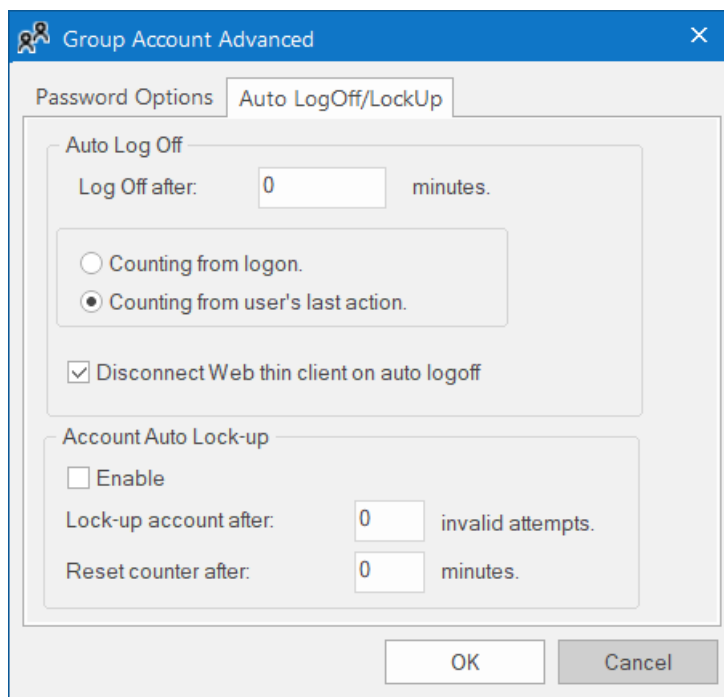 Group Account Advanced
Password Options Auto LogOff/LockUp
Auto Log Off
Log Off after: 0 minutes.
Counting from logon.
Counting from user's last action.
Disconnect Web thin client on auto logoff
Account Auto Lock-up
Enable
Lock-up account after: 0 invalid attempts.
Reset counter after: 0 minutes.
OK Cancel